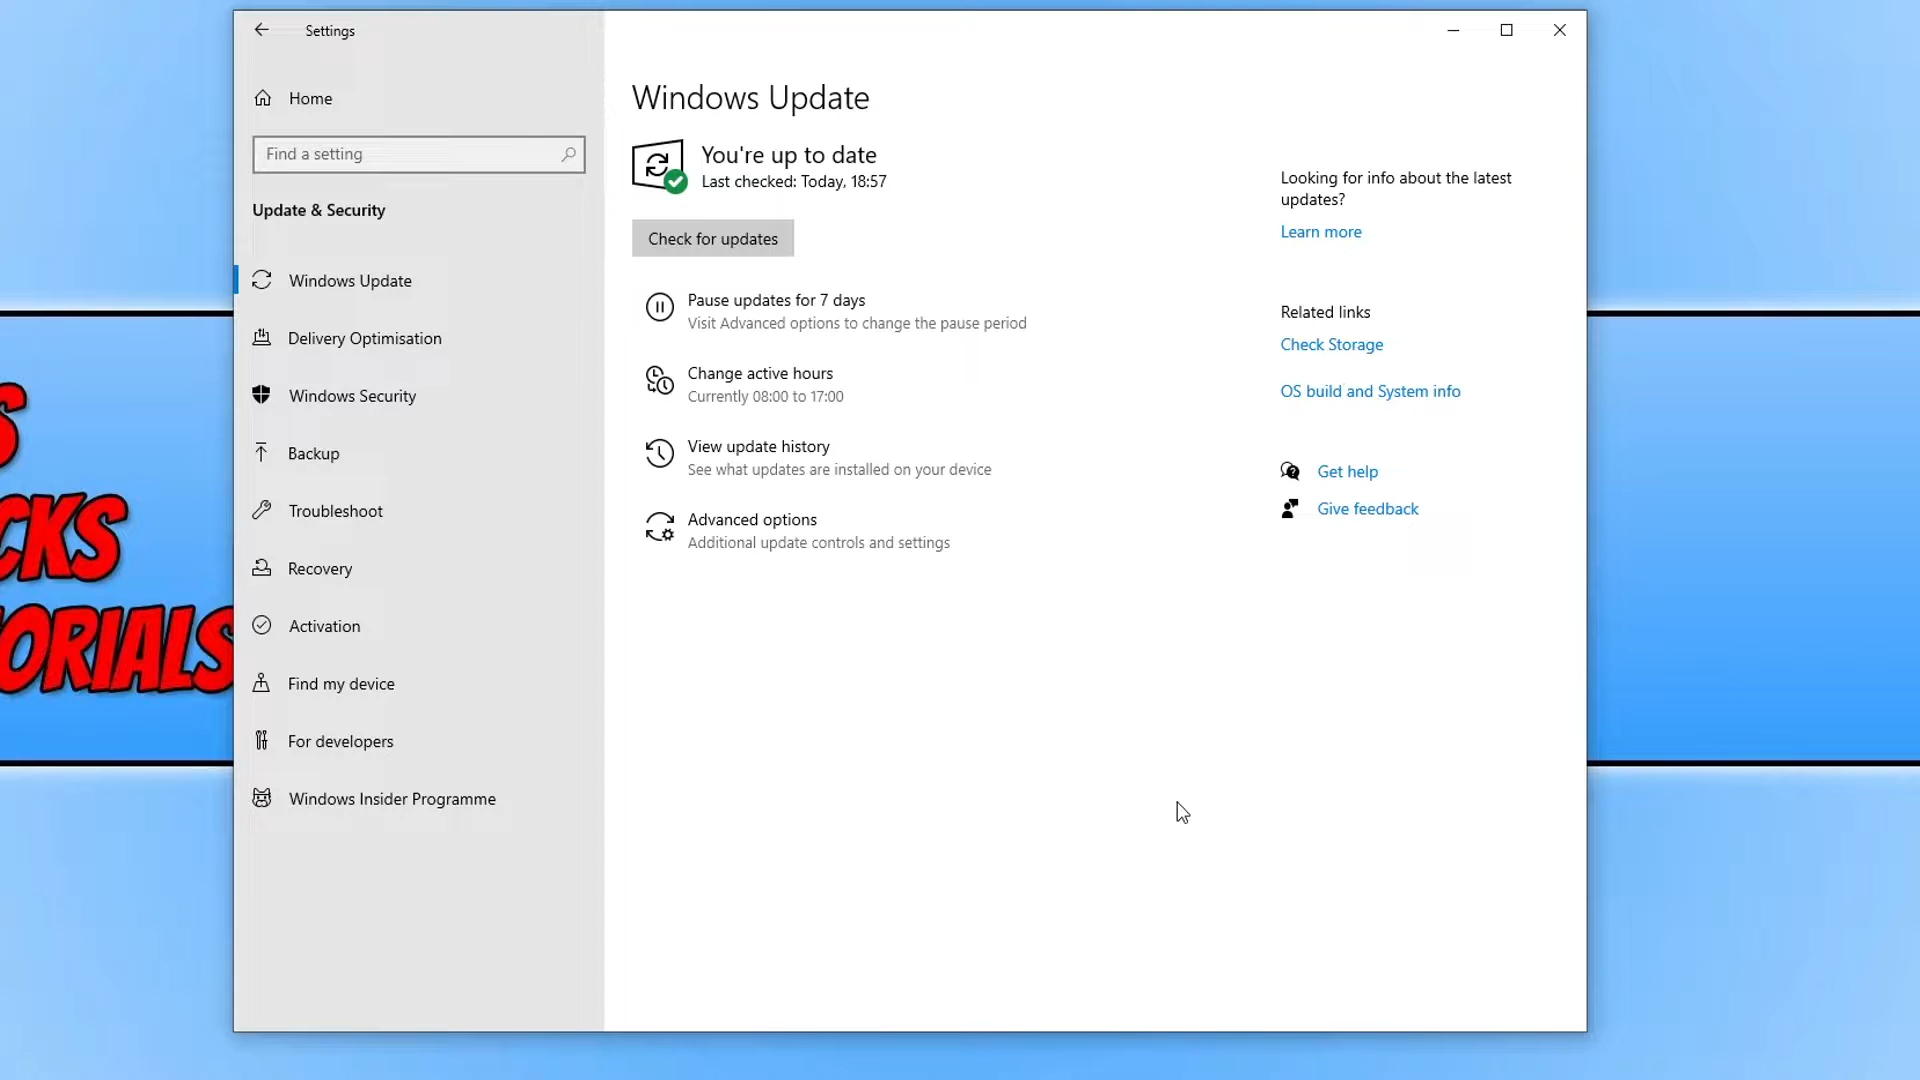 Settings
Home
Find a setting
Update & Security
Windows Update
Delivery Optimisation
Windows Security
Backup
Troubleshoot
Recovery
Activation
Find my device
For developers
Windows Insider Programme
Windows Update
You're up to date
Last checked: Today, 18:57
Check for updates
Pause updates for 7 days
Visit Advanced options to change the pause period
Change active hours
Currently 08:00 to 17:00
View update history
See what updates are installed on your device
Advanced options
Additional update controls and settings
Looking for info about the latest
updates?
Learn more
Related links
Check Storage
OS build and System info
Get help
Give feedback
S
CKS
ORIALS